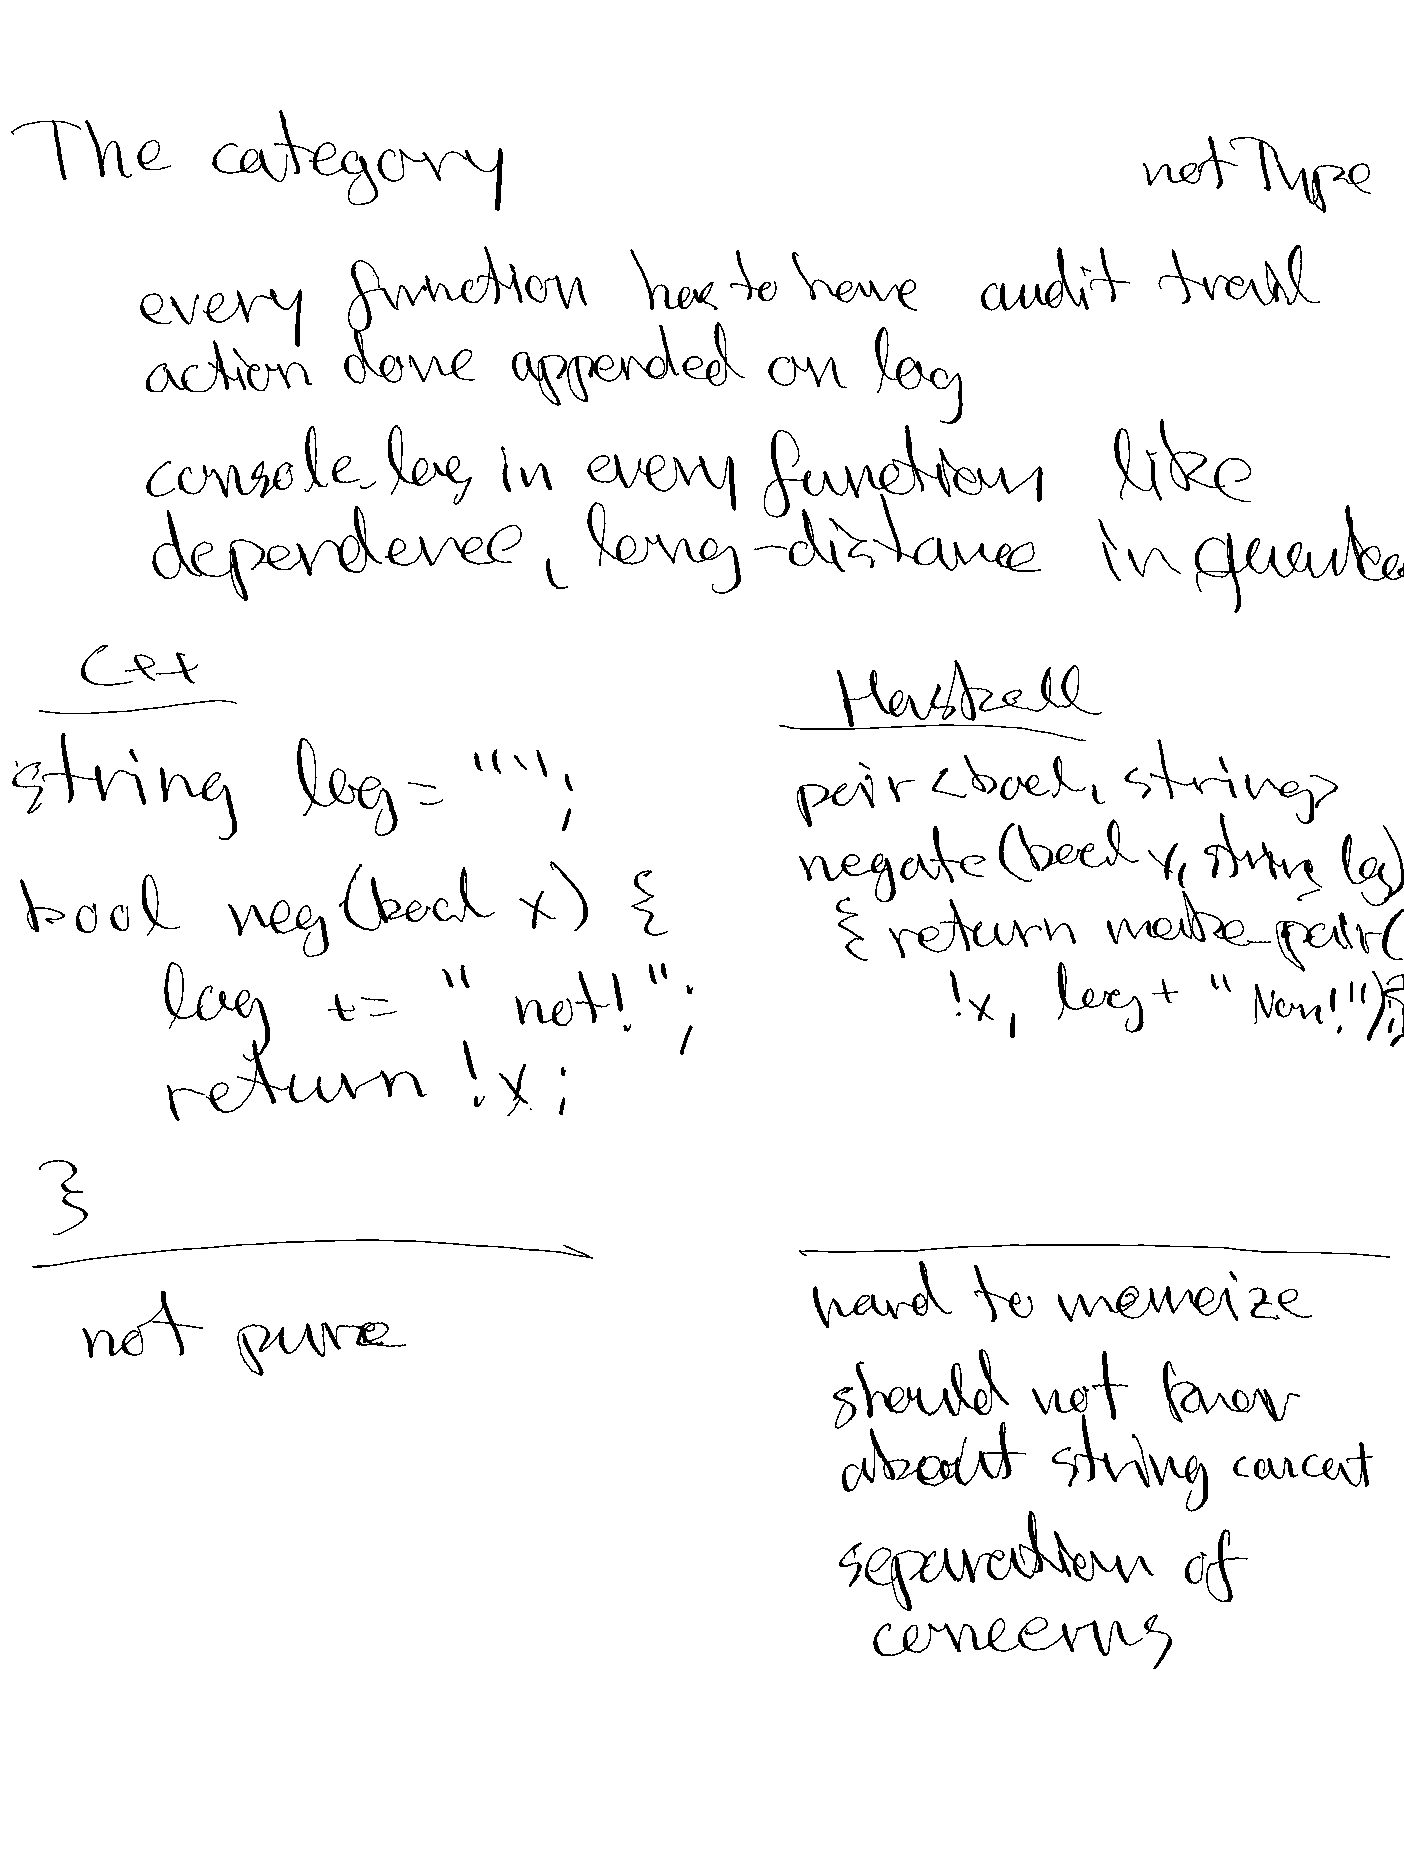 The category
not Type
every function has to have audit trail
action done appended on log
console.log in every function like
dependence, long-distance in
C++
string log = "";
bool neg(bool x) {
log += "not!";
return !x;
}
not pure
Haskell
pair<bool, string>
negate(bool x, string log)
{ return make_pair(
!x, log + "Non!");}
hard to memoize
should not know
about string concat
separation of
concerns